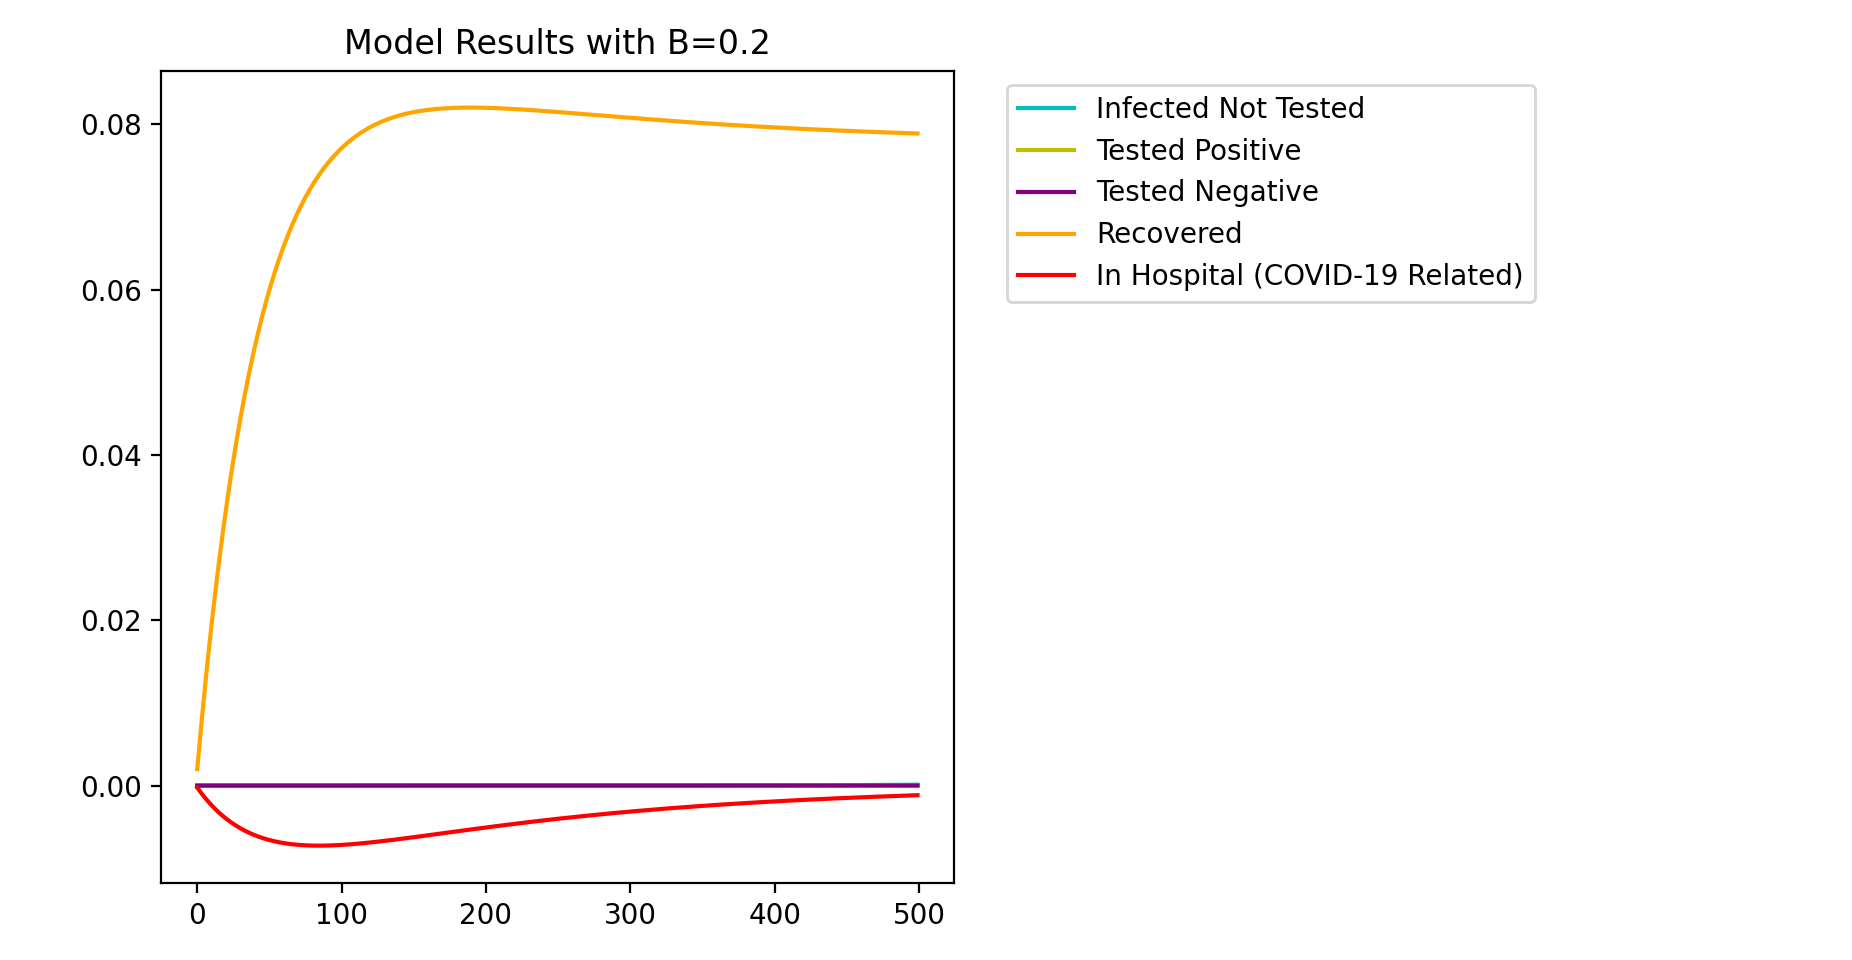 Model Results with B=0.2
0.08
0.06
0.04
0.02
0.00
0 100 200 300 400 500
Infected Not Tested
Tested Positive
Tested Negative
Recovered
In Hospital (COVID-19 Related)